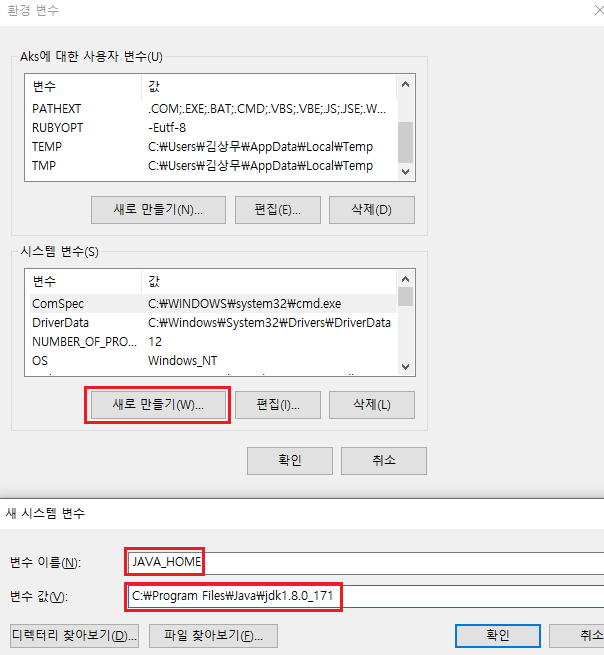 환경 변수
Aks에 대한 사용자 변수(U)
변수 값
PATHEXT .COM;.EXE;.BAT;.CMD;.VBS;.VBE;.JS;.JSE;.W...
RUBYOPT -Eutf-8
TEMP C:₩Users₩김상무₩AppData₩Local₩Temp
TMP C:₩Users₩김상무₩AppData₩Local₩Temp
새로 만들기(N)... 편집(E)... 삭제(D)
시스템 변수(S)
변수 값
ComSpec C:₩WINDOWS₩system32₩cmd.exe
DriverData C:₩Windows₩System32₩Drivers₩DriverData
NUMBER_OF_PRO... 12
OS Windows_NT
새로 만들기(W)... 편집(I)... 삭제(L)
확인 취소
새 시스템 변수
변수 이름(N): JAVA_HOME
변수 값(V): C:₩Program Files₩Java₩jdk1.8.0_171
디렉터리 찾아보기(D)... 파일 찾아보기(F)... 확인 취소